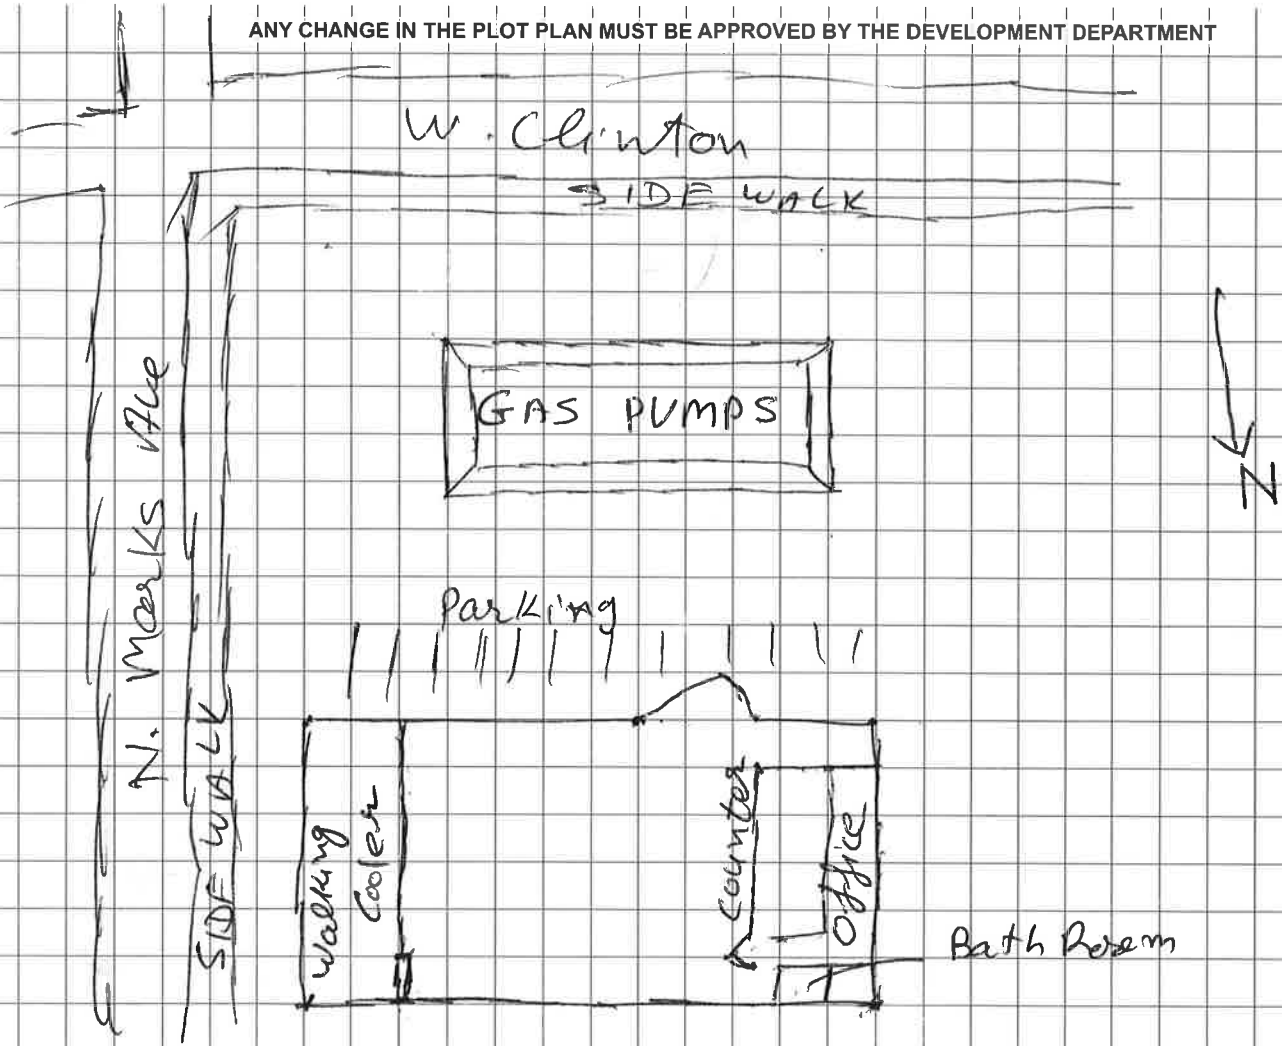 ANY CHANGE IN THE PLOT PLAN MUST BE APPROVED BY THE DEVELOPMENT DEPARTMENT
W. Clinton
SIDE WALK
GAS PUMPS
N
N. Marks Ave
Parking
SIDE WALK
Walking
Cooler
Counter
Office
Bath Room